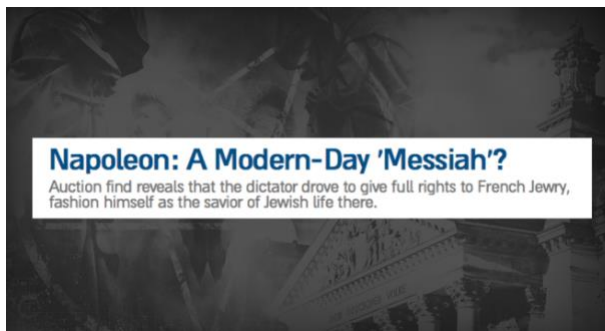 Napoleon: A Modern-Day 'Messiah'?
Auction find reveals that the dictator drove to give full rights to French Jewry,
fashion himself as the savior of Jewish life there.